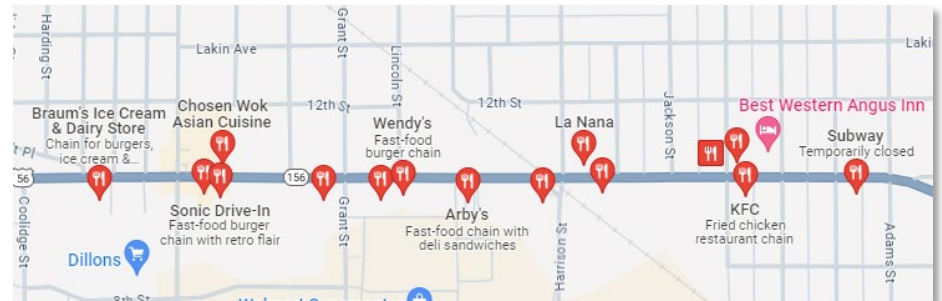 Harding St
Grant St
Lincoln St
Lakin Ave
Laki
Braum's Ice Cream
& Dairy Store
Chain for burgers,
ice cream &...
Chosen Wok
Asian Cuisine
12th St
Wendy's
Fast-food
burger chain
12th St
La Nana
Jackson St
Best Western Angus Inn
Subway
Temporarily closed
t Pl
56
156
Coolidge St
Sonic Drive-In
Fast-food burger
chain with retro flair
Grant St
Arby's
Fast-food chain with
deli sandwiches
Harrison St
KFC
Fried chicken
restaurant chain
Adams St
Dillons
8th St